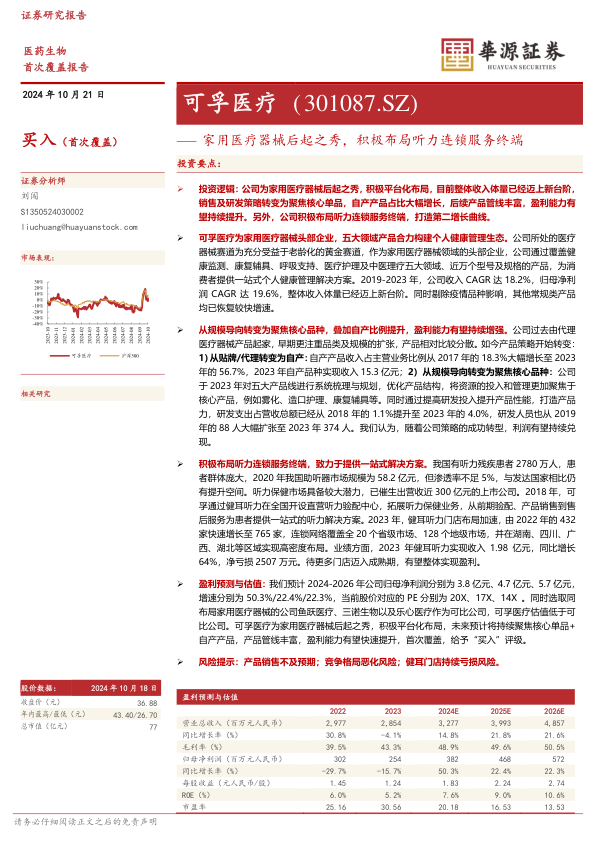 证券研究报告
医药生物
首次覆盖报告
華源証券
HUAYUAN SECURITIES
2024 年 10 月 21 日
可孚医疗（301087.SZ）
买入（首次覆盖）
—— 家用医疗器械后起之秀，积极布局听力连锁服务终端
投资要点：
证券分析师
刘闯
S1350524030002
liuchuang@huayuanstock.com
市场表现：
40%
30%
20%
10%
0%
-10%
-20%
-30%
-40%
可孚医疗
沪深300
相关研究
➢ 投资逻辑：公司为家用医疗器械后起之秀，积极平台化布局，目前整体收入体量已经迈上新台阶，
销售及研发策略转变为聚焦核心单品，自产产品占比大幅增长，后续产品管线丰富，盈利能力有
望持续提升。另外，公司积极布局听力连锁服务终端，打造第二增长曲线。
➢ 可孚医疗为家用医疗器械头部企业，五大领域产品合力构建个人健康管理生态。公司所处的医疗
器械赛道为充分受益于老龄化的黄金赛道，作为家用医疗器械领域的头部企业，公司通过覆盖健
康监测、康复辅具、呼吸支持、医疗护理及中医理疗五大领域、近万个型号及规格的产品，为消
费者提供一站式个人健康管理解决方案。2019-2023 年，公司收入 CAGR 达 18.2%，归母净利
润 CAGR 达 19.6%，整体收入体量已经迈上新台阶。同时剔除疫情品种影响，其他常规类产品
均已恢复较快增速。
➢ 从规模导向转变为聚焦核心品种，叠加自产比例提升，盈利能力有望持续增强。公司过去由代理
医疗器械产品起家，早期更注重品类及规模的扩张，产品相对比较分散。如今产品策略开始转变：
1）从贴牌/代理转变为自产：自产产品收入占主营业务比例从 2017 年的 18.3%大幅增长至 2023
年的 56.7%，2023 年自产品种实现收入 15.3 亿元；2）从规模导向转变为聚焦核心品种：公司
于 2023 年对五大产品线进行系统梳理与规划，优化产品结构，将资源的投入和管理更加聚焦于
核心产品，例如雾化、造口护理、康复辅具等。同时通过提高研发投入提升产品性能，打造产品
力，研发支出占营收总额已经从 2018 年的 1.1%提升至 2023 年的 4.0%，研发人员也从 2019
年的 88 人大幅扩张至 2023 年 374 人。我们认为，随着公司策略的成功转型，利润有望持续兑
现。
➢ 积极布局听力连锁服务终端，致力于提供一站式解决方案。我国有听力残疾患者 2780 万人，患
者群体庞大，2020 年我国助听器市场规模为 58.2 亿元，但渗透率不足 5%，与发达国家相比仍
有提升空间。听力保健市场具备较大潜力，已催生出营收近 300 亿元的上市公司。2018 年，可
孚通过健耳听力在全国开设直营听力验配中心，拓展听力保健业务，从前期验配、产品销售到售
后服务为患者提供一站式的听力解决方案。2023 年，健耳听力门店布局加速，由 2022 年的 432
家快速增长至 765 家，连锁网络覆盖全 20 个省级市场、128 个地级市场，并在湖南、四川、广
西、湖北等区域实现高密度布局。业绩方面，2023 年健耳听力实现收入 1.98 亿元，同比增长
64%，净亏损 2507 万元。待更多门店迈入成熟期，有望整体实现盈利。
➢ 盈利预测与估值：我们预计 2024-2026 年公司归母净利润分别为 3.8 亿元、4.7 亿元、5.7 亿元，
增速分别为 50.3%/22.4%/22.3%，当前股价对应的 PE 分别为 20X、17X、14X 。同时选取同
布局家用医疗器械的公司鱼跃医疗、三诺生物以及乐心医疗作为可比公司，可孚医疗估值低于可
比公司。可孚医疗为家用医疗器械后起之秀，积极平台化布局，未来预计将持续聚焦核心单品+
自产产品，产品管线丰富，盈利能力有望快速提升，首次覆盖，给予“买入”评级。
➢ 风险提示：产品销售不及预期；竞争格局恶化风险；健耳门店持续亏损风险。
股价数据： 2024 年 10 月 18 日
收盘价（元） 36.88
年内最高/最低（元） 43.40/26.70
总市值（亿元） 77
盈利预测与估值
2022 2023 2024E 2025E 2026E
营业总收入（百万元人民币） 2,977 2,854 3,277 3,993 4,857
同比增长率（%） 30.8% -4.1% 14.8% 21.8% 21.6%
毛利率（%） 39.5% 43.3% 48.9% 49.6% 50.5%
归母净利润（百万元人民币） 302 254 382 468 572
同比增长率（%） -29.7% -15.7% 50.3% 22.4% 22.3%
每股收益（元人民币/股） 1.45 1.24 1.83 2.24 2.74
ROE（%） 6.0% 5.2% 7.6% 9.0% 10.6%
市盈率 25.16 30.56 20.18 16.53 13.53
请务必仔细阅读正文之后的免责声明